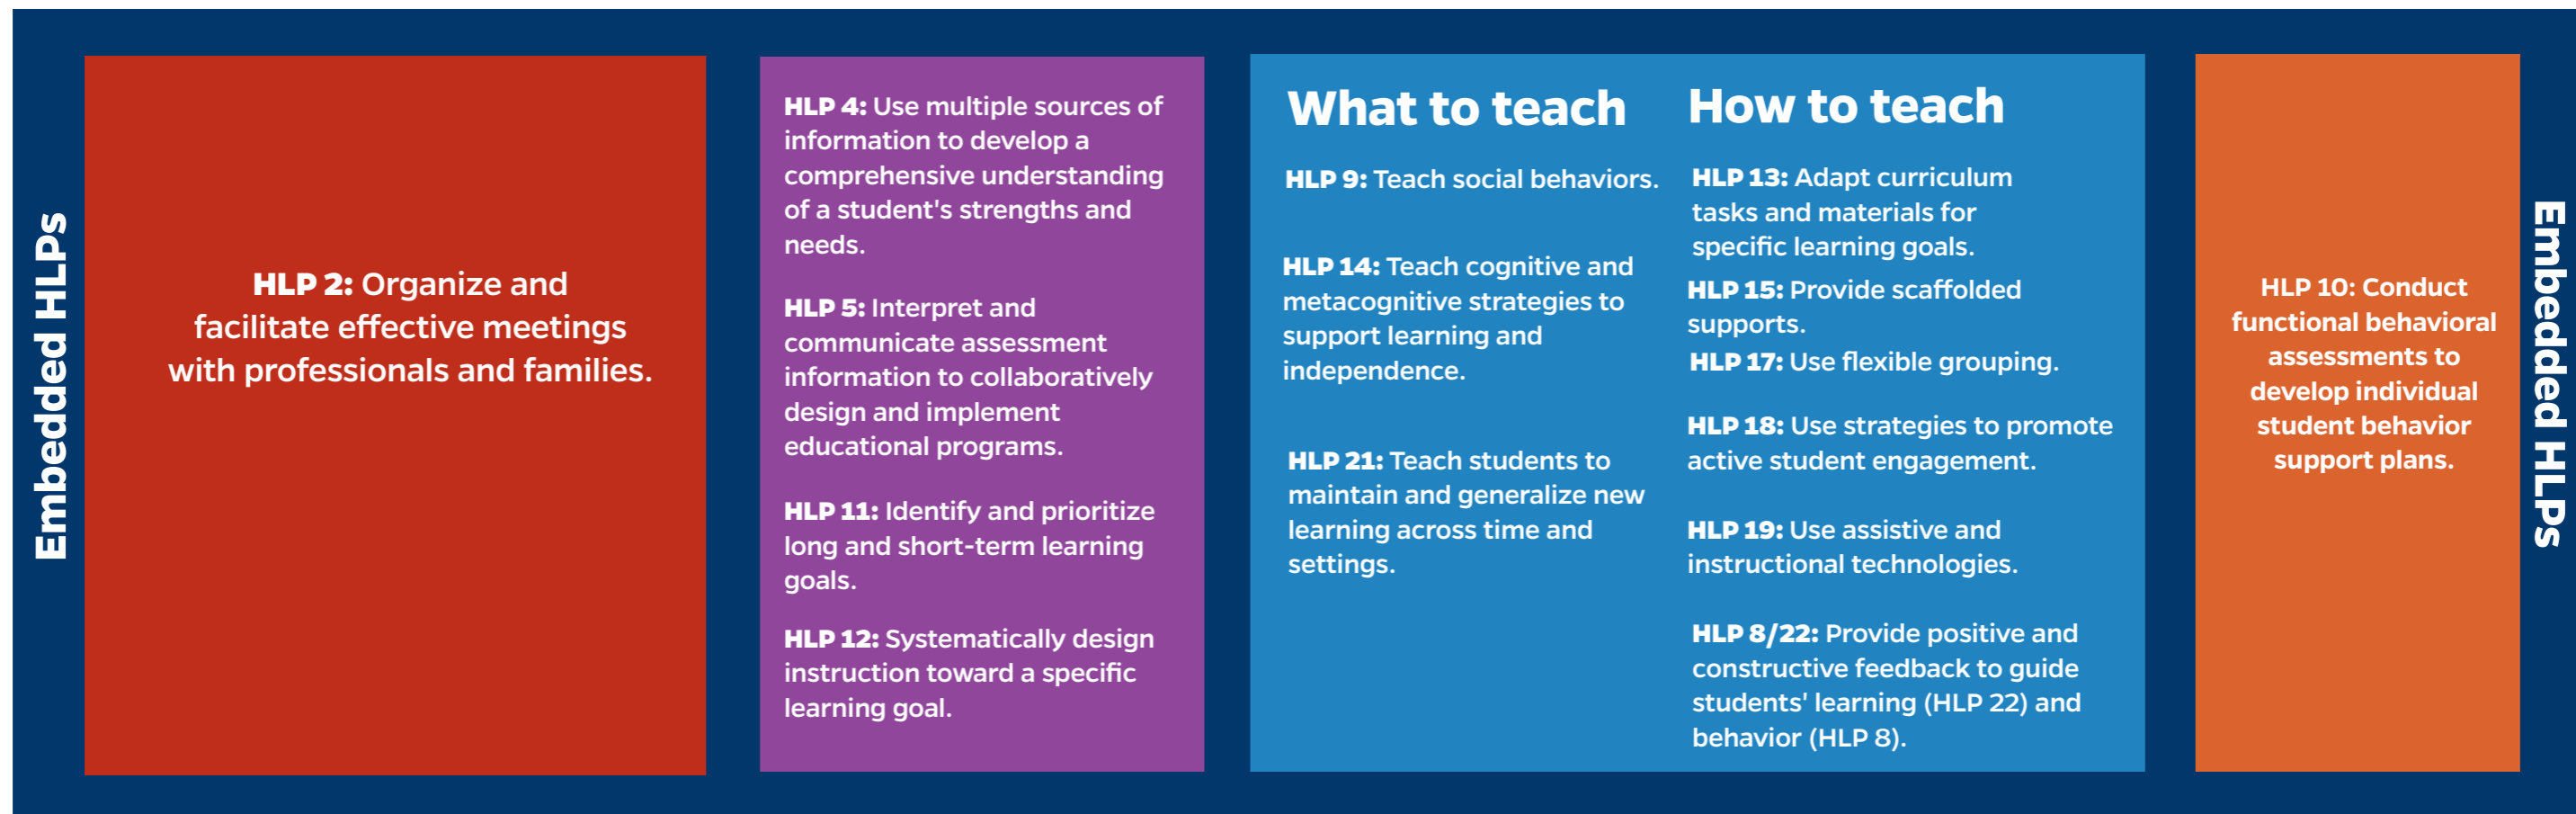 Embedded HLPs
HLP 2: Organize and
facilitate effective meetings
with professionals and families.
HLP 4: Use multiple sources of
information to develop a
comprehensive understanding
of a student's strengths and
needs.
HLP 5: Interpret and
communicate assessment
information to collaboratively
design and implement
educational programs.
HLP 11: Identify and prioritize
long and short-term learning
goals.
HLP 12: Systematically design
instruction toward a specific
learning goal.
What to teach
HLP 9: Teach social behaviors.
HLP 14: Teach cognitive and
metacognitive strategies to
support learning and
independence.
HLP 21: Teach students to
maintain and generalize new
learning across time and
settings.
How to teach
HLP 13: Adapt curriculum
tasks and materials for
specific learning goals.
HLP 15: Provide scaffolded
supports.
HLP 17: Use flexible grouping.
HLP 18: Use strategies to promote
active student engagement.
HLP 19: Use assistive and
instructional technologies.
HLP 8/22: Provide positive and
constructive feedback to guide
students' learning (HLP 22) and
behavior (HLP 8).
HLP 10: Conduct
functional behavioral
assessments to
develop individual
student behavior
support plans.
Embedded HLPs